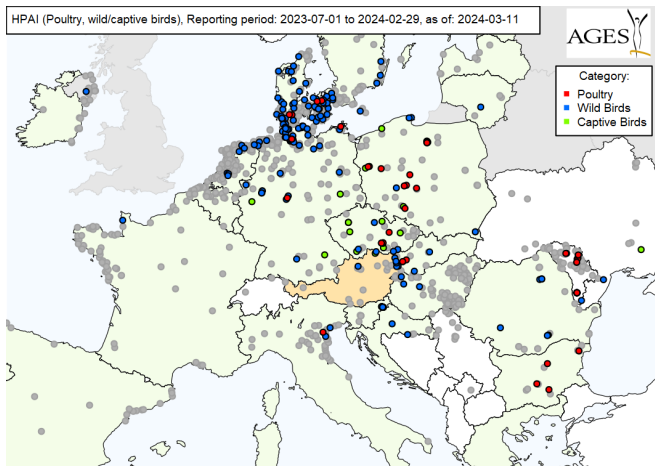 HPAI (Poultry, wild/captive birds), Reporting period: 2023-07-01 to 2024-02-29, as of: 2024-03-11
AGES
Category:
Poultry
Wild Birds
Captive Birds